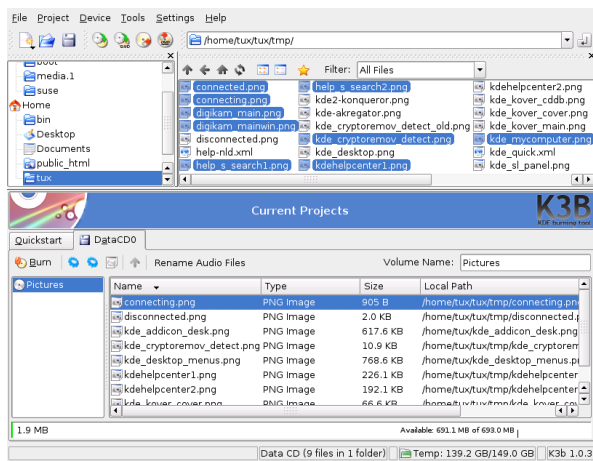 File Project Device Tools Settings Help
/home/tux/tux/tmp/
Filter: All Files
boot
media.1
suse
Home
bin
Desktop
Documents
public_html
tux
connected.png help_s_search2.png kdehelpcenter2.png
connecting.png kde2-konqueror.png kde_kover_cddb.png
digikam_main.png kde-akregator.png kde_kover_cover.png
digikam_mainwin.png kde_cryptoremov_detect_old.png kde_kover_main.png
disconnected.png kde_cryptoremov_detect.png kde_mycomputer.png
help-nld.xml kde_desktop.png kde_quick.xml
help_s_search1.png kdehelpcenter1.png kde_sl_panel.png
Current Projects
K3B
KDE burning tool
Quickstart DataCD0
Burn Rename Audio Files Volume Name: Pictures
Pictures
Name Type Size Local Path
connecting.png PNG Image 905 B /home/tux/tux/tmp/connecting.png
disconnected.png PNG Image 2.0 KB /home/tux/tux/tmp/disconnected.p
kde_addicon_desk.png PNG Image 617.6 KB /home/tux/kde_addicon_desk.png
kde_cryptoremov_detect.png PNG Image 10.9 KB /home/tux/tux/tmp/kde_cryptorem
kde_desktop_menus.png PNG Image 768.6 KB /home/tux/kde_desktop_menus.p
kdehelpcenter1.png PNG Image 226.1 KB /home/tux/tux/tmp/kdehelpcenter
kdehelpcenter2.png PNG Image 192.1 KB /home/tux/tux/tmp/kdehelpcenter
kde_kover_cover.png PNG Image 66.6 KB /home/tux/tux/tmp/kde_kover_cov
1.9 MB Available: 691.1 MB of 693.0 MB
Data CD (9 files in 1 folder) Temp: 139.2 GB/149.0 GB K3b 1.0.3